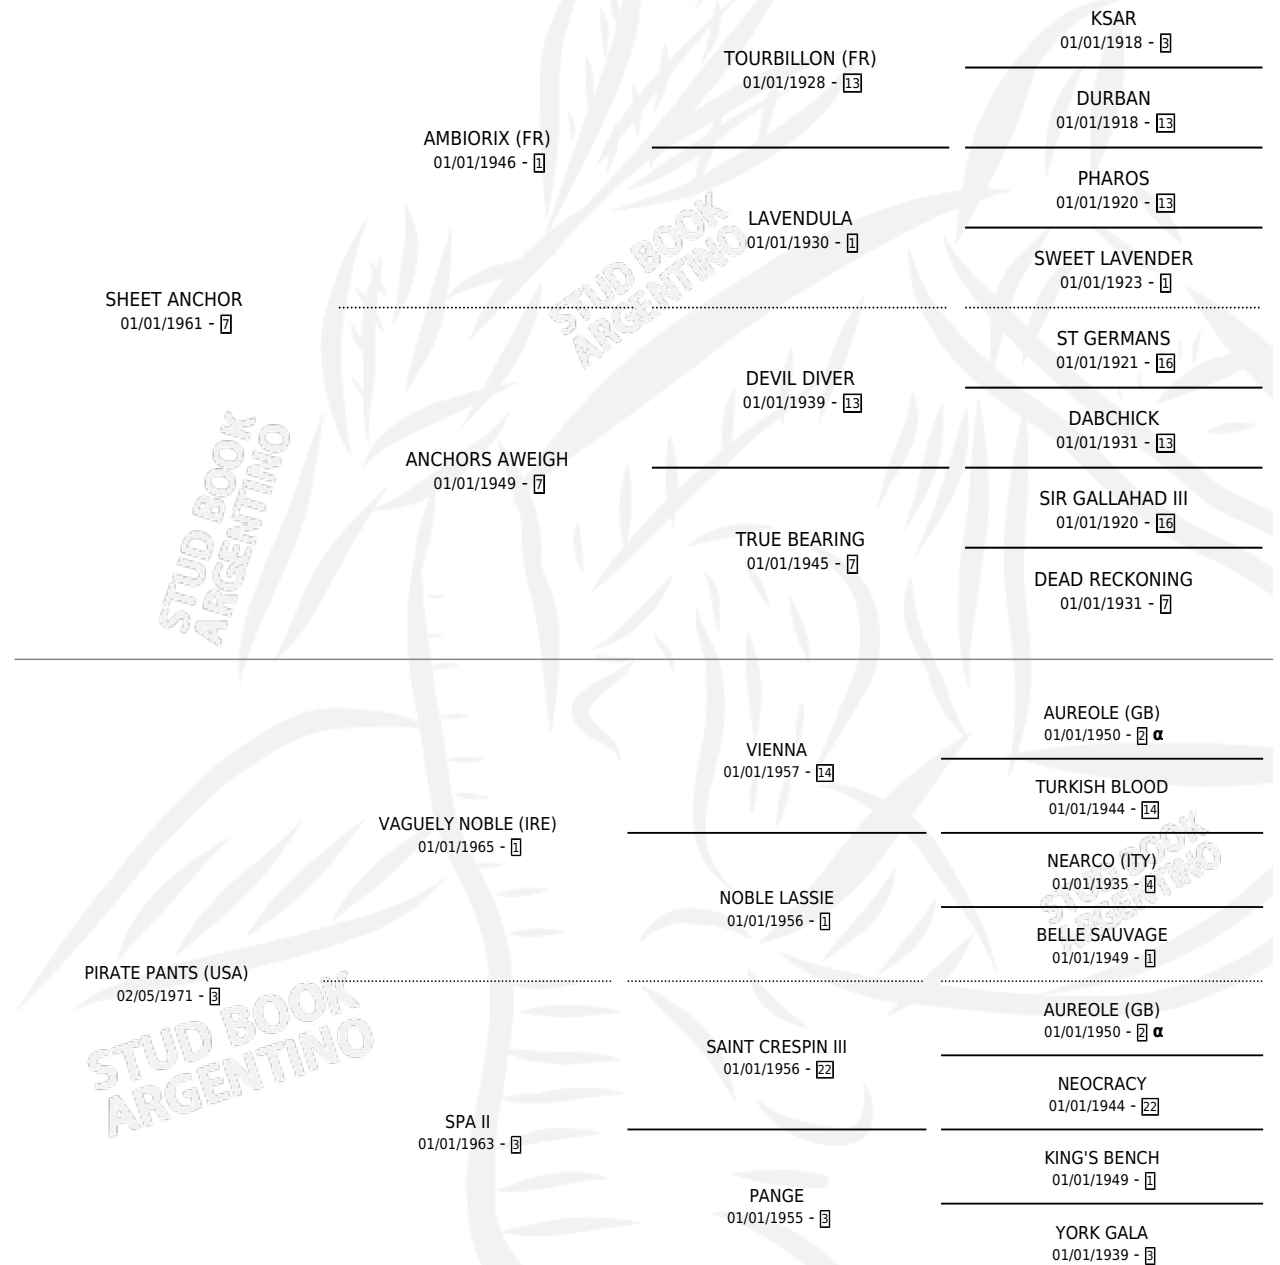 KSAR
01/01/1918 - 3
TOURBILLON (FR)
01/01/1928 - 13
DURBAN
01/01/1918 - 13
AMBIORIX (FR)
01/01/1946 - 1
PHAROS
01/01/1920 - 13
LAVENDULA
01/01/1930 - 1
SWEET LAVENDER
01/01/1923 - 1
SHEET ANCHOR
01/01/1961 - 7
ST GERMANS
01/01/1921 - 16
DEVIL DIVER
01/01/1939 - 13
DABCHICK
01/01/1931 - 13
ANCHORS AWEIGH
01/01/1949 - 7
SIR GALLAHAD III
01/01/1920 - 16
TRUE BEARING
01/01/1945 - 7
DEAD RECKONING
01/01/1931 - 7
AUREOLE (GB)
01/01/1950 - 2 α
VIENNA
01/01/1957 - 14
TURKISH BLOOD
01/01/1944 - 14
VAGUELY NOBLE (IRE)
01/01/1965 - 1
NEARCO (ITY)
01/01/1935 - 4
NOBLE LASSIE
01/01/1956 - 1
BELLE SAUVAGE
01/01/1949 - 1
PIRATE PANTS (USA)
02/05/1971 - 3
AUREOLE (GB)
01/01/1950 - 2 α
SAINT CRESPIN III
01/01/1956 - 22
NEOCRACY
01/01/1944 - 22
SPA II
01/01/1963 - 3
KING'S BENCH
01/01/1949 - 1
PANGE
01/01/1955 - 3
YORK GALA
01/01/1939 - 3
STUD BOOK
ARGENTINO
STUD BOOK
ARGENTINO
STUD BOOK
ARGENTINO
STUD BOOK
ARGENTINO